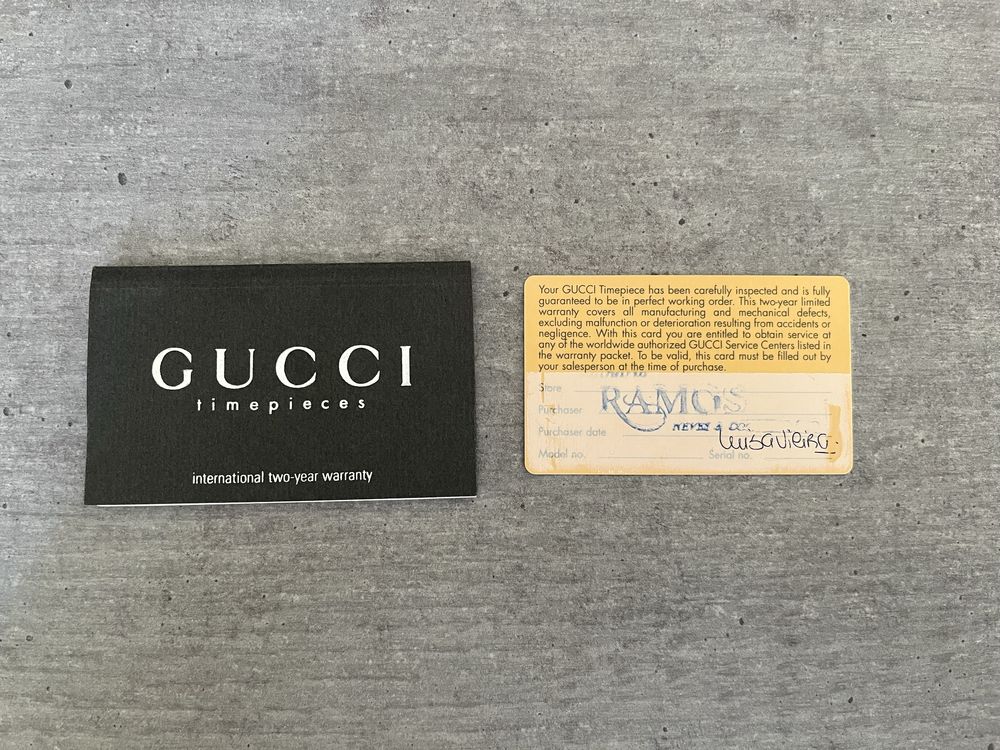 GUCCI
timepieces
international two-year warranty
Your GUCCI Timepiece has been carefully inspected and is fully
guaranteed to be in perfect working order. This two-year limited
warranty covers all manufacturing and mechanical defects,
excluding malfunction or deterioration resulting from accidents or
negligence. With this card you are entitled to obtain service at
any of the worldwide authorized GUCCI Service Centers listed in
the warranty packet. To be valid, this card must be filled out by
your salesperson at the time of purchase.
Store
Purchaser RAMOS
Purchaser date NEVES &
Model no. Serial no.